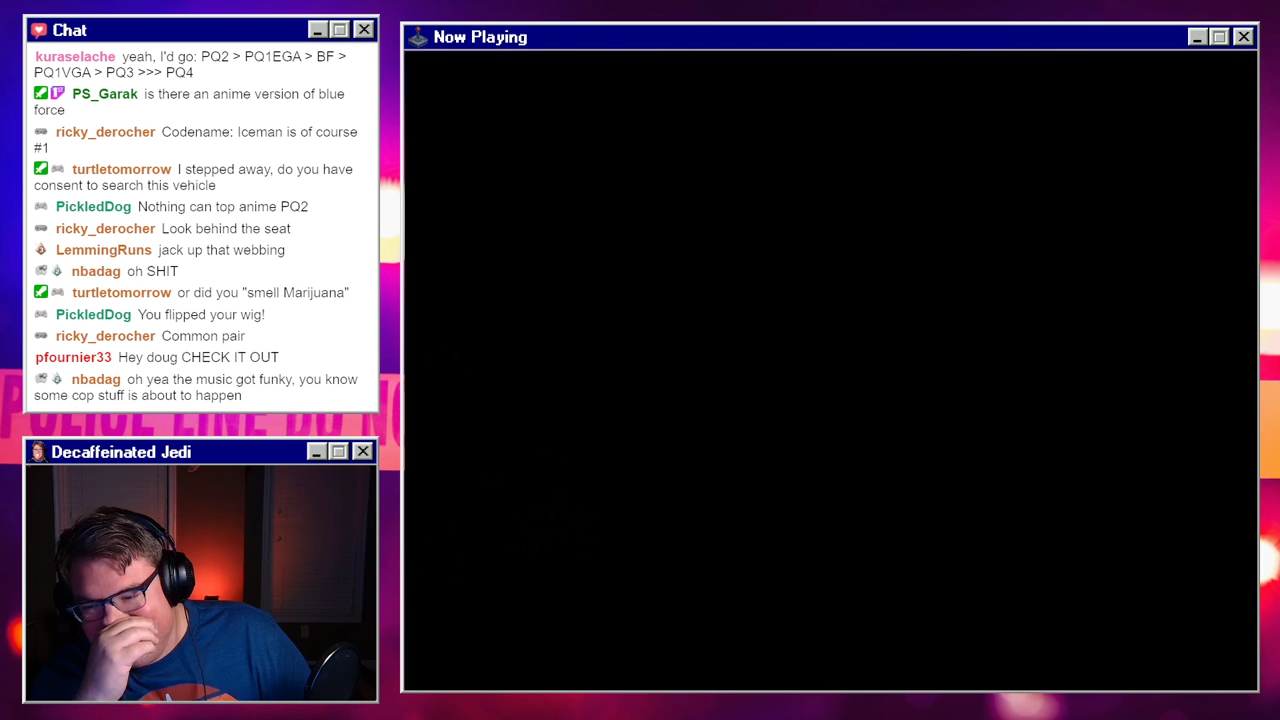 Chat
kuraselache yeah, I'd go: PQ2 > PQ1EGA > BF >
PQ1VGA > PQ3 >>> PQ4
PS_Garak is there an anime version of blue
force
ricky_derocher Codename: Iceman is of course
#1
turtletomorrow I stepped away, do you have
consent to search this vehicle
PickledDog Nothing can top anime PQ2
ricky_derocher Look behind the seat
LemmingRuns jack up that webbing
nbadag oh SHIT
turtletomorrow or did you "smell Marijuana"
PickledDog You flipped your wig!
ricky_derocher Common pair
pfournier33 Hey doug CHECK IT OUT
nbadag oh yea the music got funky, you know
some cop stuff is about to happen
POLICE LINE DO NO
Decaffeinated Jedi
Now Playing